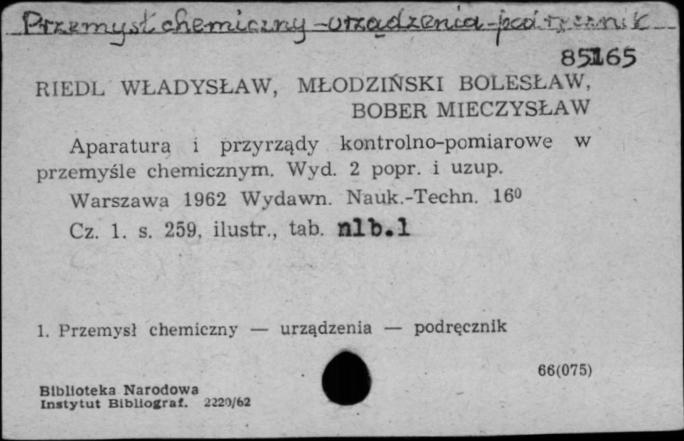 Przemysł chemiczny - urządzenia - podręcznik
85165
RIEDL WŁADYSŁAW, MŁODZIŃSKI BOLESŁAW,
BOBER MIECZYSŁAW
Aparatura i przyrządy kontrolno-pomiarowe w
przemyśle chemicznym. Wyd. 2 popr. i uzup.
Warszawa 1962 Wydawn. Nauk.-Techn. 16⁰
Cz. 1. s. 259, ilustr., tab. nlb.1
1. Przemysł chemiczny — urządzenia — podręcznik
66(075)
Biblioteka Narodowa
Instytut Bibliograf. 2220/62